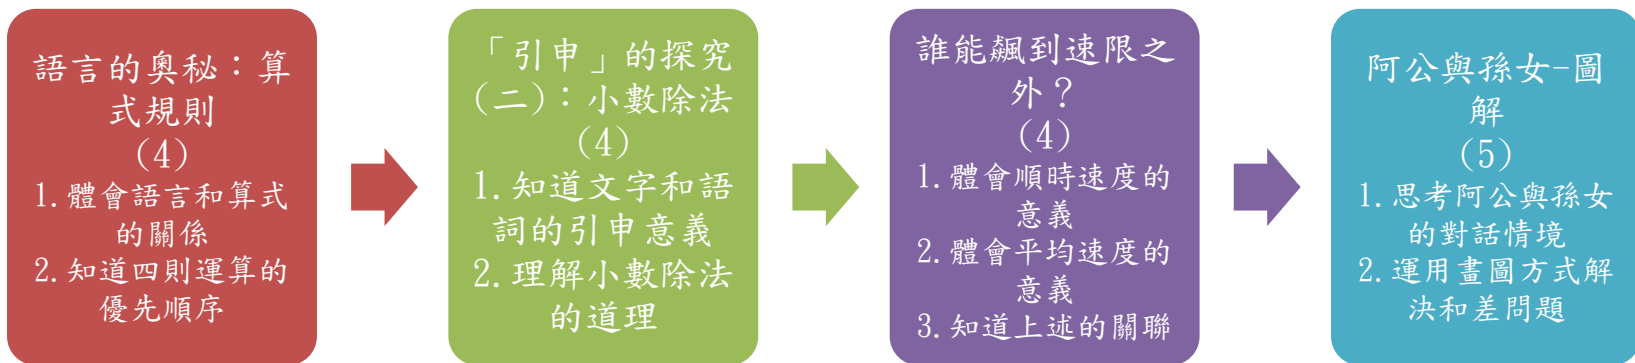 語言的奧秘：算
式規則
(4)
1.體會語言和算式
的關係
2.知道四則運算的
優先順序
「引申」的探究
(二)：小數除法
(4)
1.知道文字和語
詞的引申意義
2.理解小數除法
的道理
誰能飆到速限之
外？
(4)
1.體會順時速度的
意義
2.體會平均速度的
意義
3.知道上述的關聯
阿公與孫女-圖
解
(5)
1.思考阿公與孫女
的對話情境
2.運用畫圖方式解
決和差問題